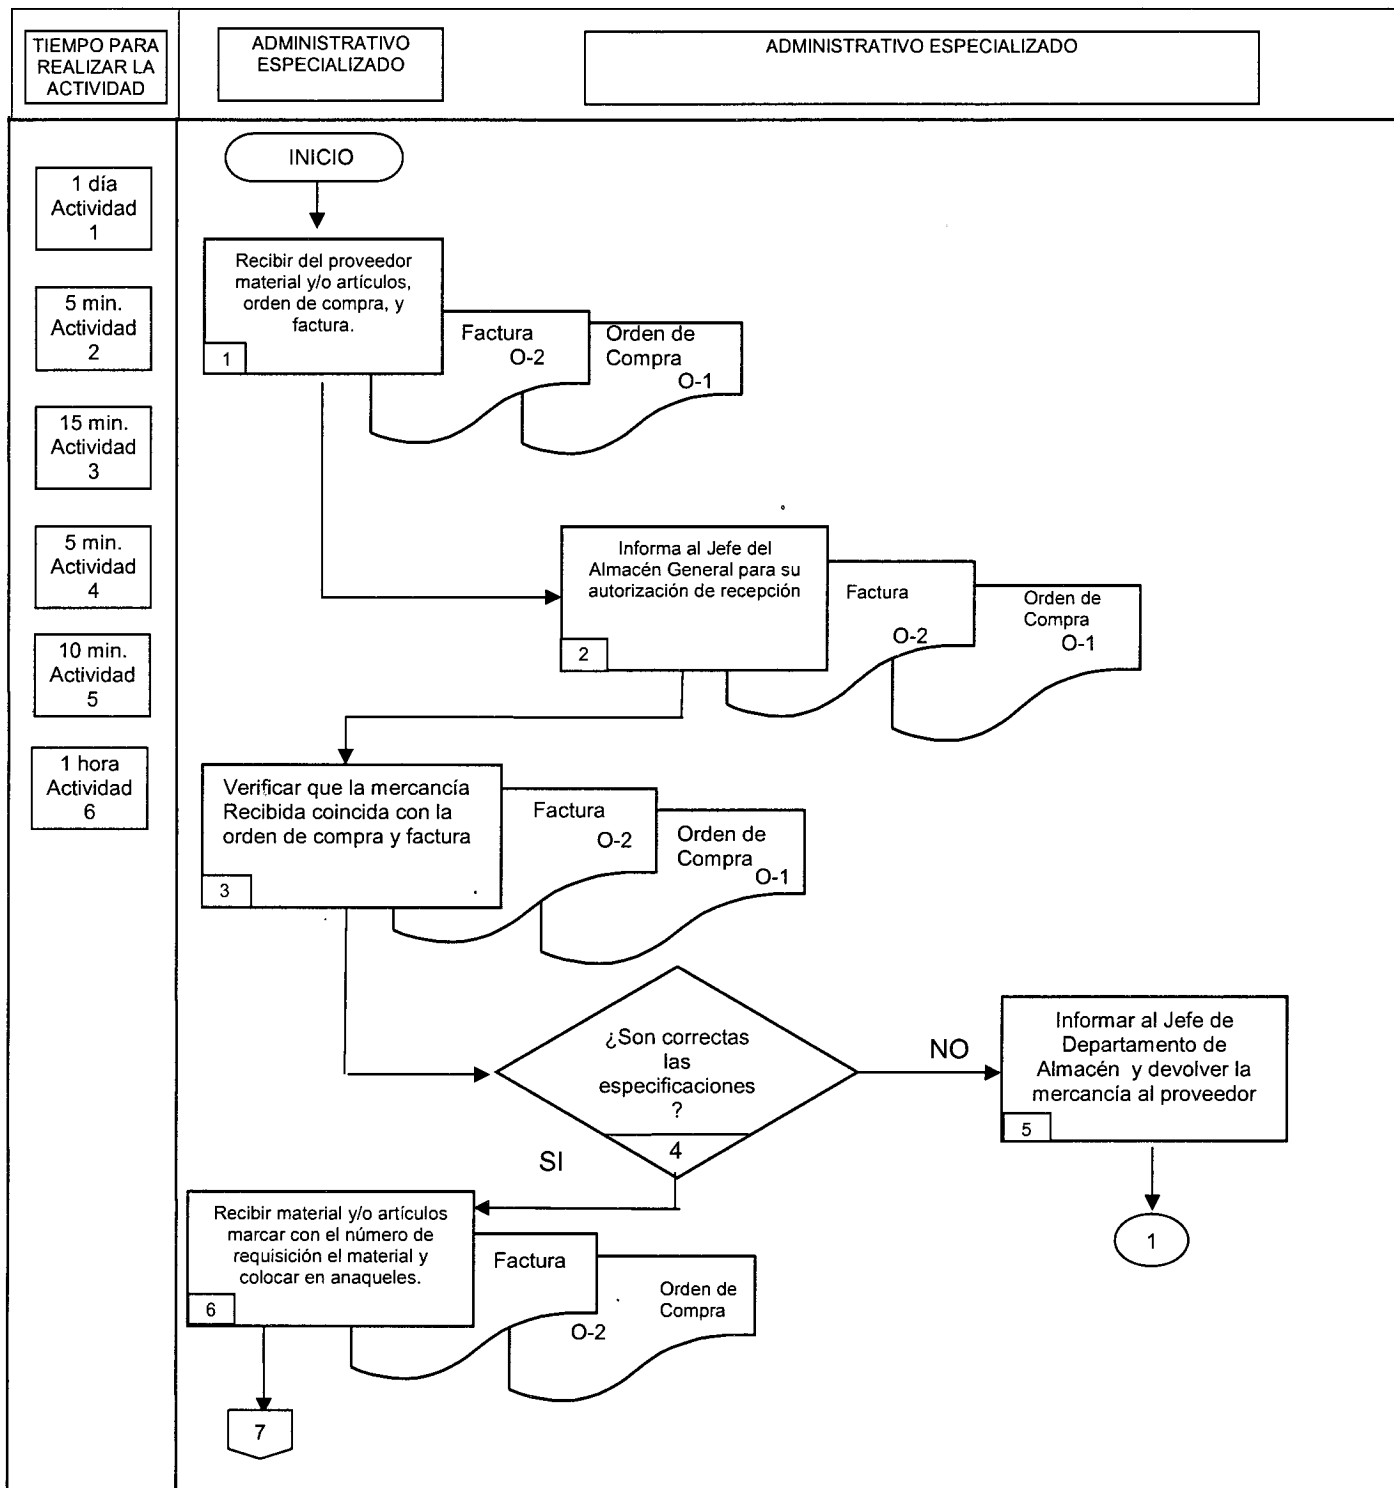 TIEMPO PARA
REALIZAR LA
ACTIVIDAD
ADMINISTRATIVO
ESPECIALIZADO
ADMINISTRATIVO ESPECIALIZADO
1 día
Actividad
1
5 min.
Actividad
2
15 min.
Actividad
3
5 min.
Actividad
4
10 min.
Actividad
5
1 hora
Actividad
6
INICIO
Recibir del proveedor
material y/o artículos,
orden de compra, y
factura.
1
Factura
O-2
Orden de
Compra
O-1
Informa al Jefe del
Almacén General para su
autorización de recepción
2
Factura
O-2
Orden de
Compra
O-1
Verificar que la mercancía
Recibida coincida con la
orden de compra y factura
3
Factura
O-2
Orden de
Compra
O-1
¿Son correctas
las
especificaciones
?
4
NO
Informar al Jefe de
Departamento de
Almacén y devolver la
mercancía al proveedor
5
1
SI
Recibir material y/o artículos
marcar con el número de
requisición el material y
colocar en anaqueles.
6
Factura
O-2
Orden de
Compra
7